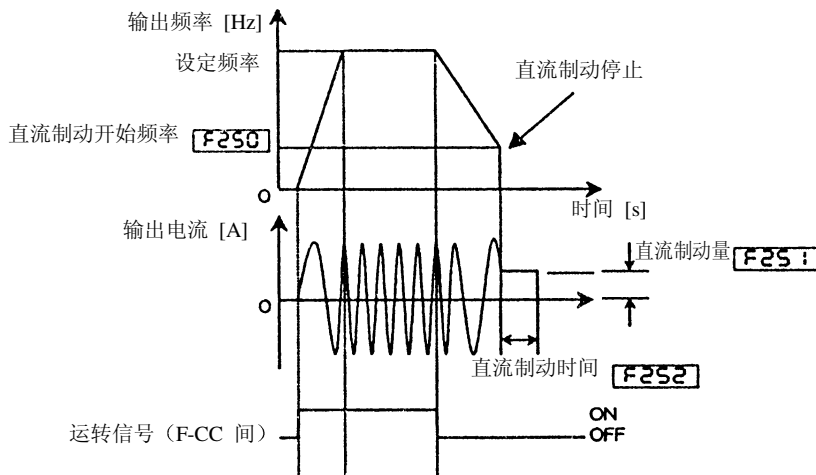 输出频率 [Hz]
设定频率
直流制动停止
直流制动开始频率 F250
O
时间 [s]
输出电流 [A]
直流制动量 F251
O
直流制动时间 F252
ON
运转信号（F-CC 间）
OFF